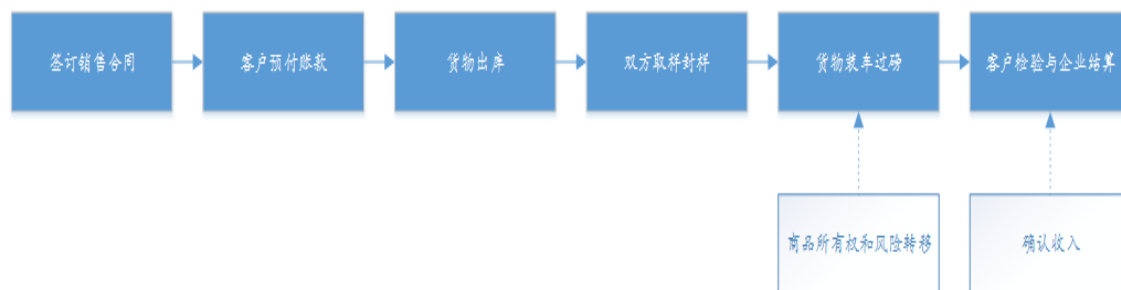 签订销售合同
客户预付账款
货物出库
双方取样封样
货物装车过磅
客户检验与企业结算
商品所有权和风险转移
确认收入